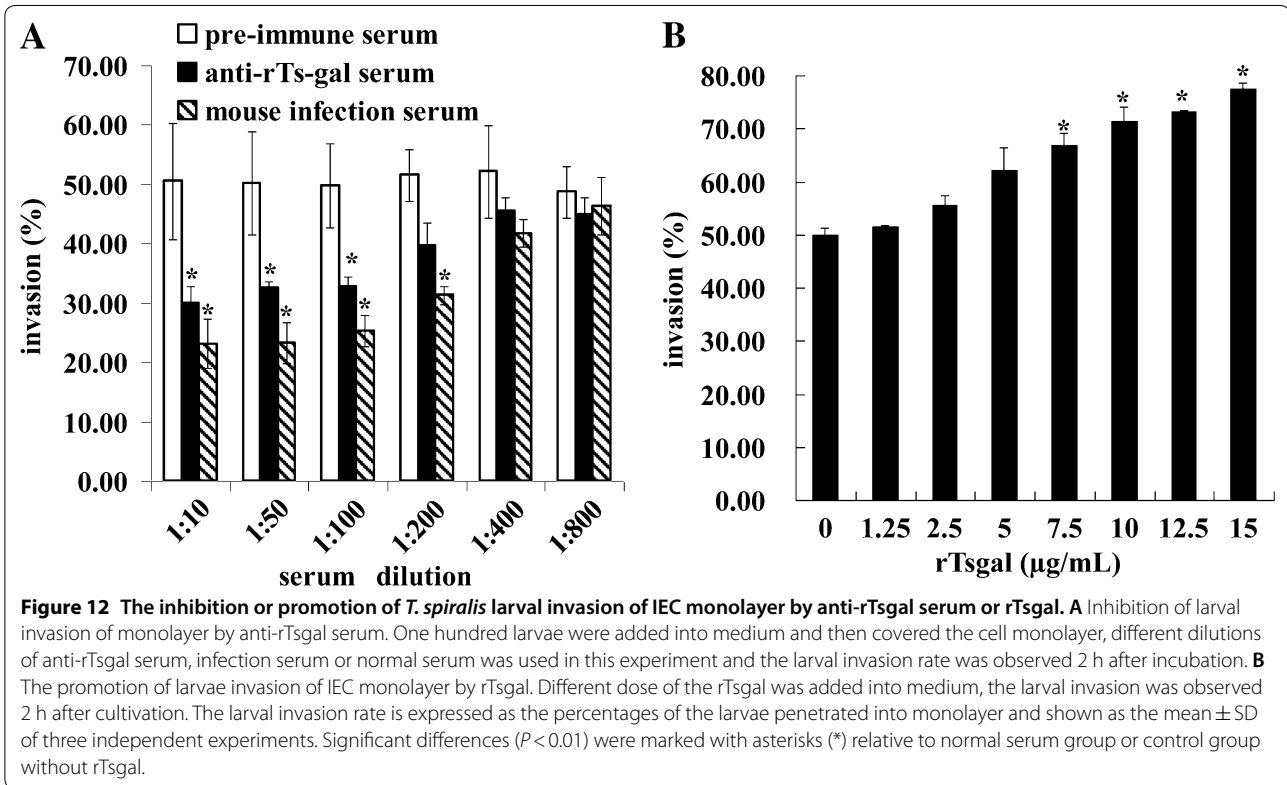 A
pre-immune serum
anti-rTs-gal serum
mouse infection serum
70.00
60.00
50.00
40.00
30.00
20.00
10.00
0.00
invasion (%)
* * * * * * *
1:10 1:50 1:100 1:200 1:400 1:800
serum dilution
B
80.00
70.00
60.00
50.00
40.00
30.00
20.00
10.00
0.00
invasion (%)
* * * *
0 1.25 2.5 5 7.5 10 12.5 15
rTsgal (μg/mL)
Figure 12 The inhibition or promotion of T. spiralis larval invasion of IEC monolayer by anti-rTsgal serum or rTsgal. A Inhibition of larval
invasion of monolayer by anti-rTsgal serum. One hundred larvae were added into medium and then covered the cell monolayer, different dilutions
of anti-rTsgal serum, infection serum or normal serum was used in this experiment and the larval invasion rate was observed 2 h after incubation. B
The promotion of larvae invasion of IEC monolayer by rTsgal. Different dose of the rTsgal was added into medium, the larval invasion was observed
2 h after cultivation. The larval invasion rate is expressed as the percentages of the larvae penetrated into monolayer and shown as the mean ± SD
of three independent experiments. Significant differences (P < 0.01) were marked with asterisks (*) relative to normal serum group or control group
without rTsgal.